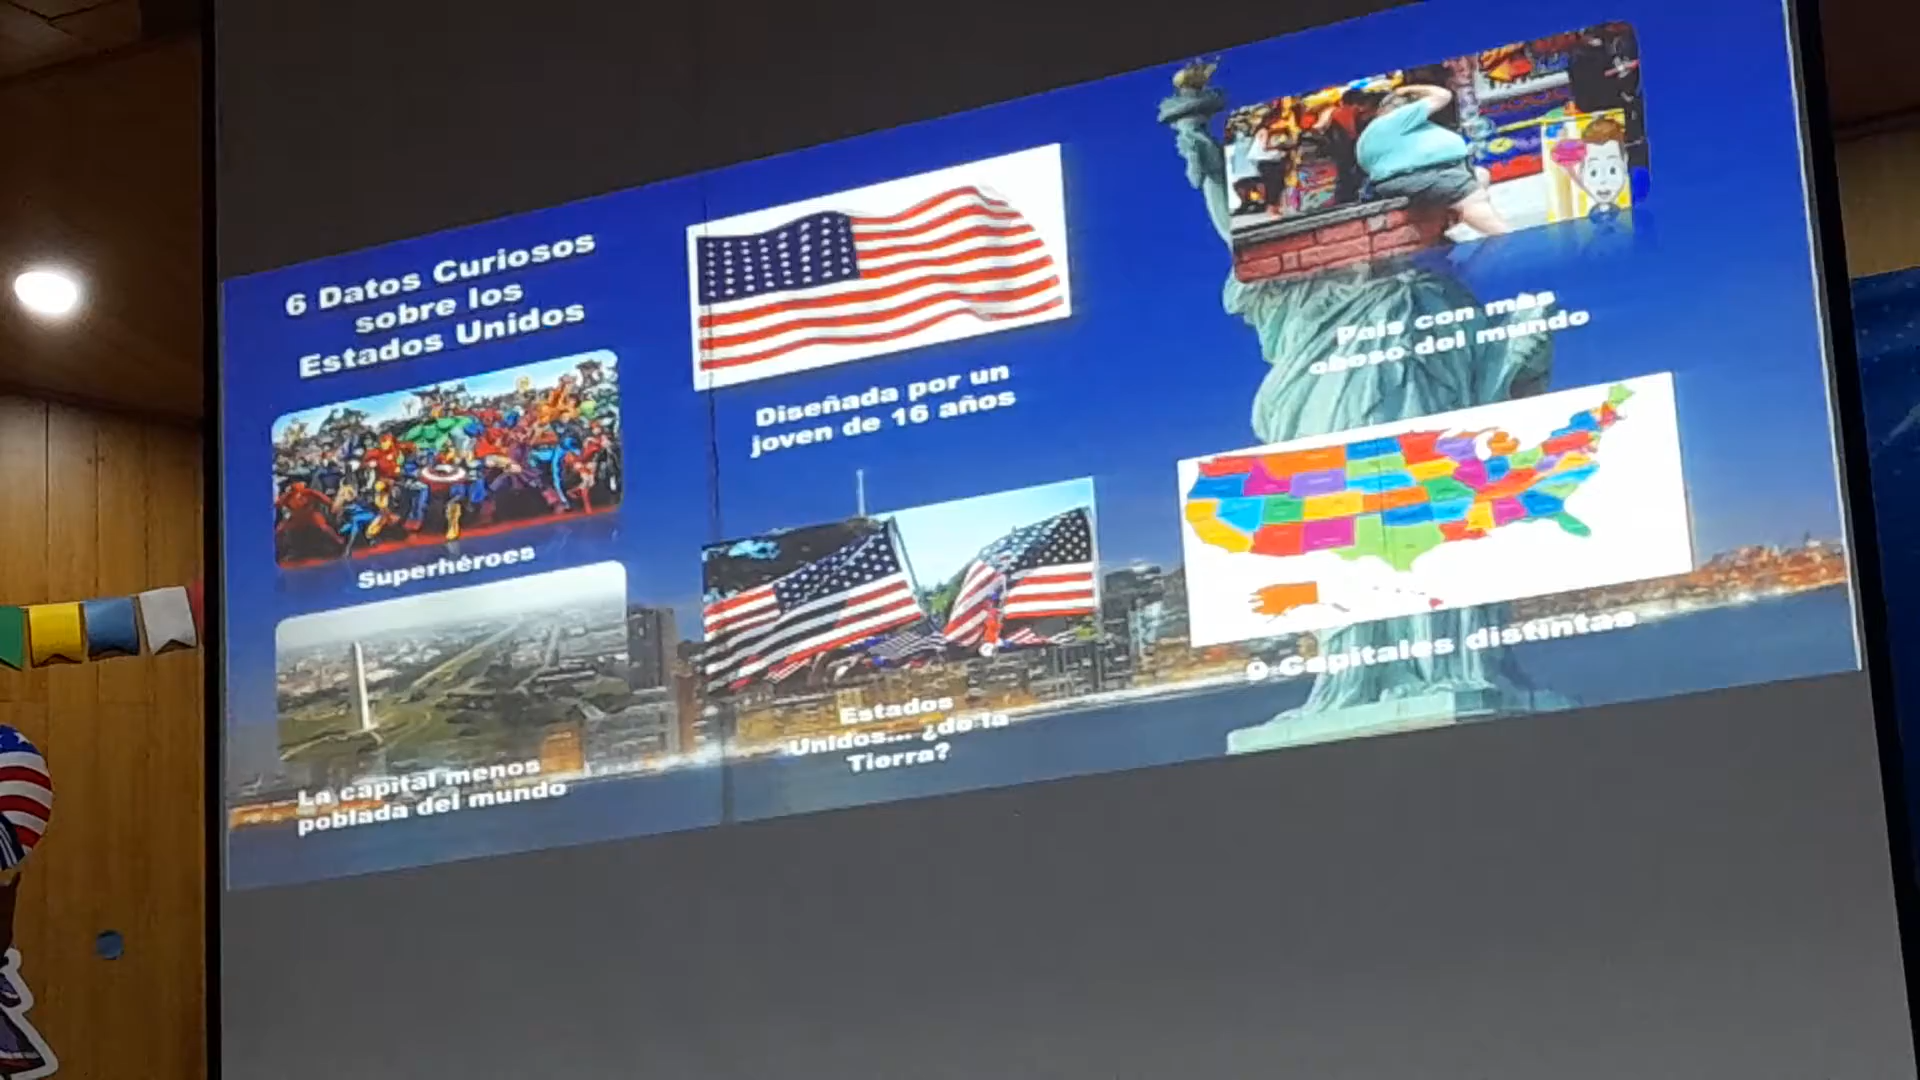 6 Datos Curiosos
sobre los
Estados Unidos
Superhéroes
La capital menos
poblada del mundo
Diseñada por un
joven de 16 años
Estados
Unidos... ¿de la
Tierra?
País con más
obeso del mundo
9 Capitales distintas